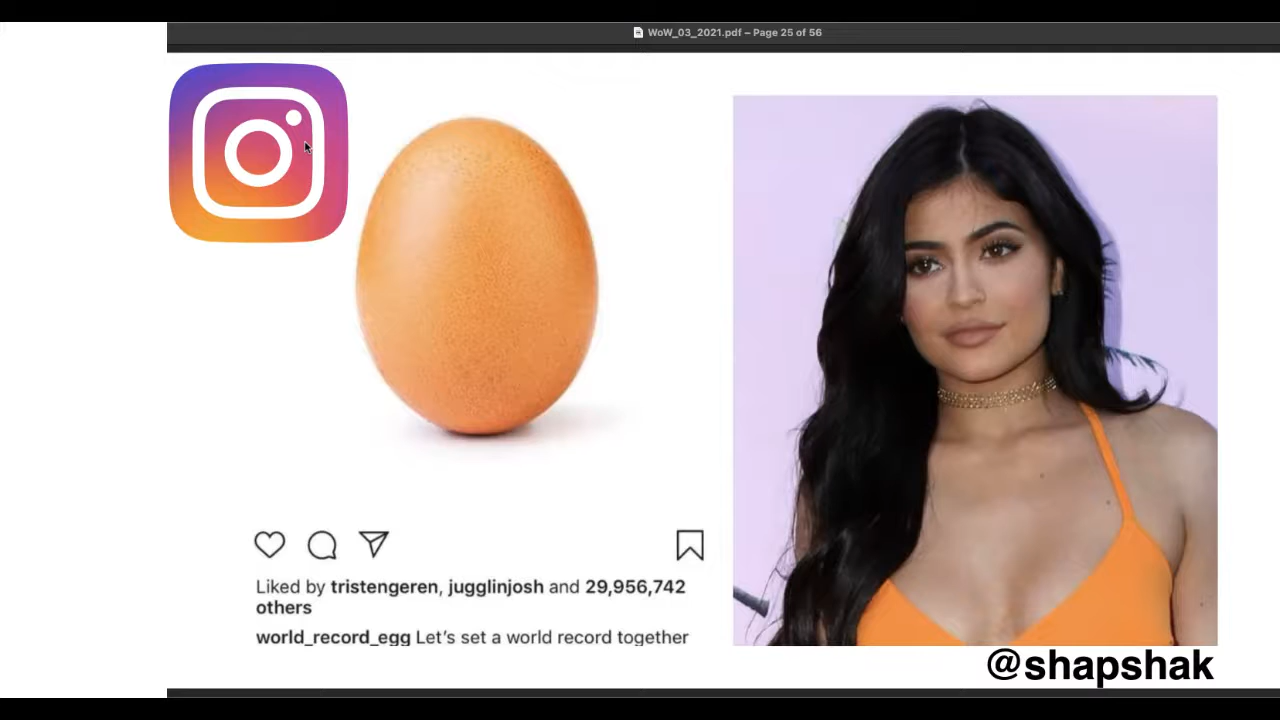 WoW_03_2021.pdf – Page 25 of 56
Liked by tristengeren, jugglinjosh and 29,956,742
others
world_record_egg Let's set a world record together
@shapshak